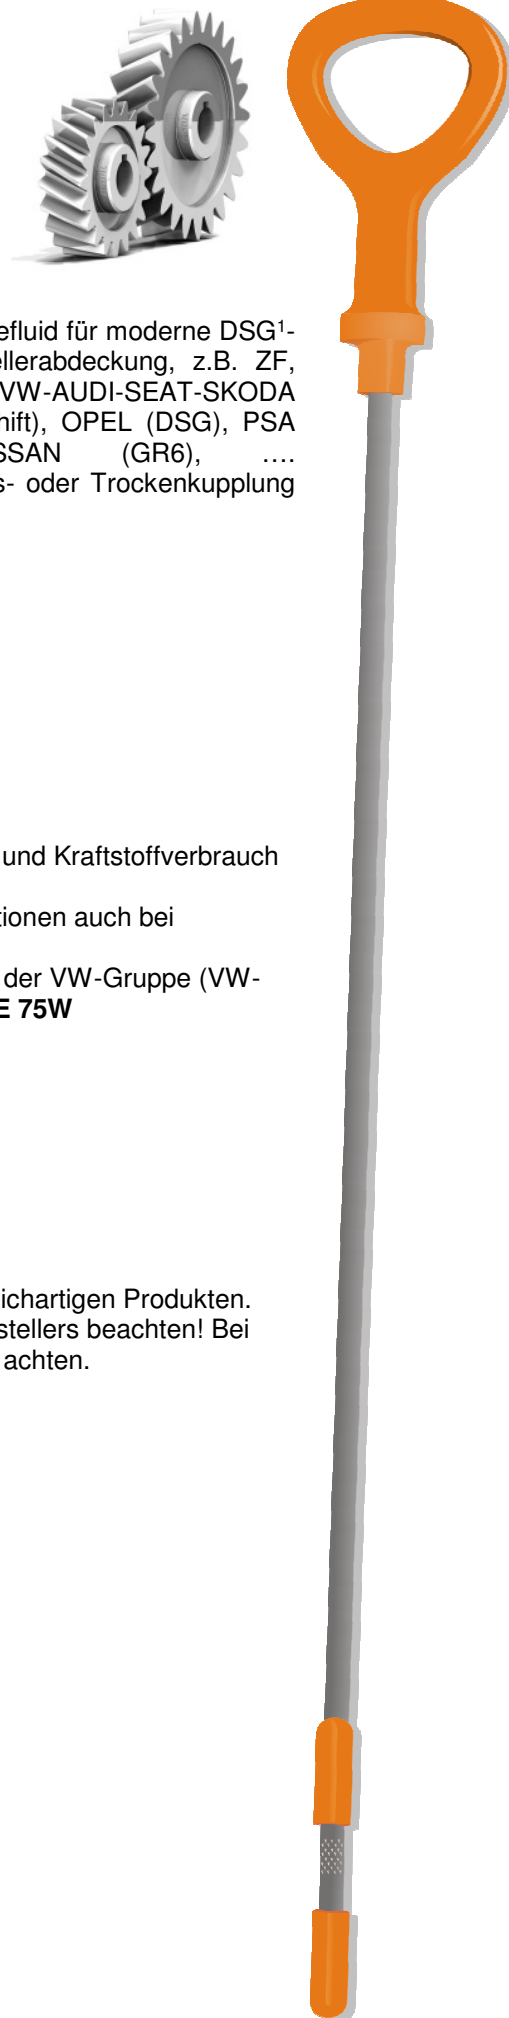 efluid für moderne DSG¹-
ellerabdeckung, z.B. ZF,
VW-AUDI-SEAT-SKODA
hift), OPEL (DSG), PSA
SSAN (GR6), ….
s- oder Trockenkupplung
und Kraftstoffverbrauch
tionen auch bei
der VW-Gruppe (VW-
E 75W
ichartigen Produkten.
stellers beachten! Bei
achten.